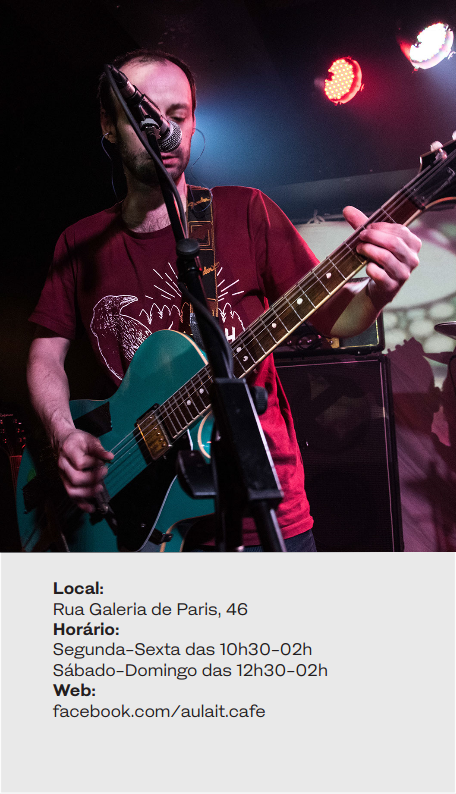 Local:
Rua Galeria de Paris, 46
Horário:
Segunda-Sexta das 10h30-02h
Sábado-Domingo das 12h30-02h
Web:
facebook.com/aulait.cafe